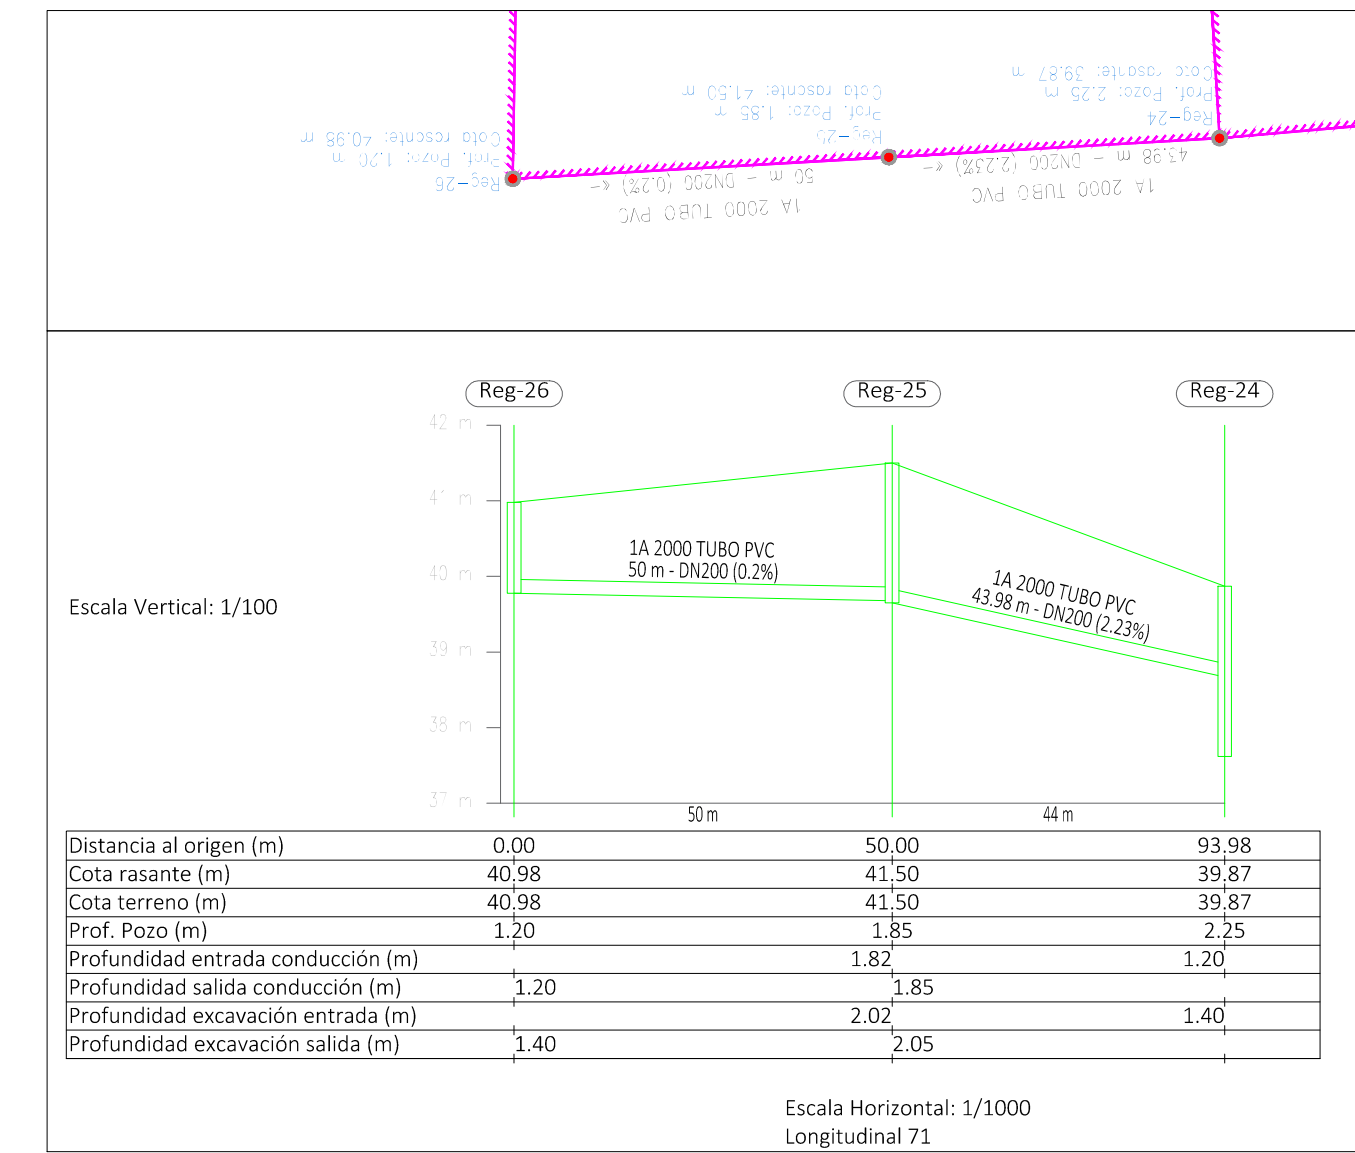 Cota rasante: 39.87 m
Prof. Pozo: 2.25 m
Reg-24
Cota rasante: 41.50 m
Prof. Pozo: 1.85 m
Reg-25
Cota rasante: 40.98 m
Prof. Pozo: 1.20 m
Reg-26
1A 2000 TUBO PVC
50 m - DN200 (0.2%) ->
1A 2000 TUBO PVC
43.98 m - DN200 (2.23%) ->
Reg-26 Reg-25 Reg-24
42 m
41 m
40 m
39 m
38 m
37 m
1A 2000 TUBO PVC
50 m - DN200 (0.2%)
1A 2000 TUBO PVC
43.98 m - DN200 (2.23%)
Escala Vertical: 1/100
50 m 44 m
Distancia al origen (m) 0.00 50.00 93.98
Cota rasante (m) 40.98 41.50 39.87
Cota terreno (m) 40.98 41.50 39.87
Prof. Pozo (m) 1.20 1.85 2.25
Profundidad entrada conducción (m) 1.82 1.20
Profundidad salida conducción (m) 1.20 1.85
Profundidad excavación entrada (m) 2.02 1.40
Profundidad excavación salida (m) 1.40 2.05
Escala Horizontal: 1/1000
Longitudinal 71